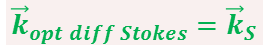 k⃗ opt diff Stokes = k⃗ S